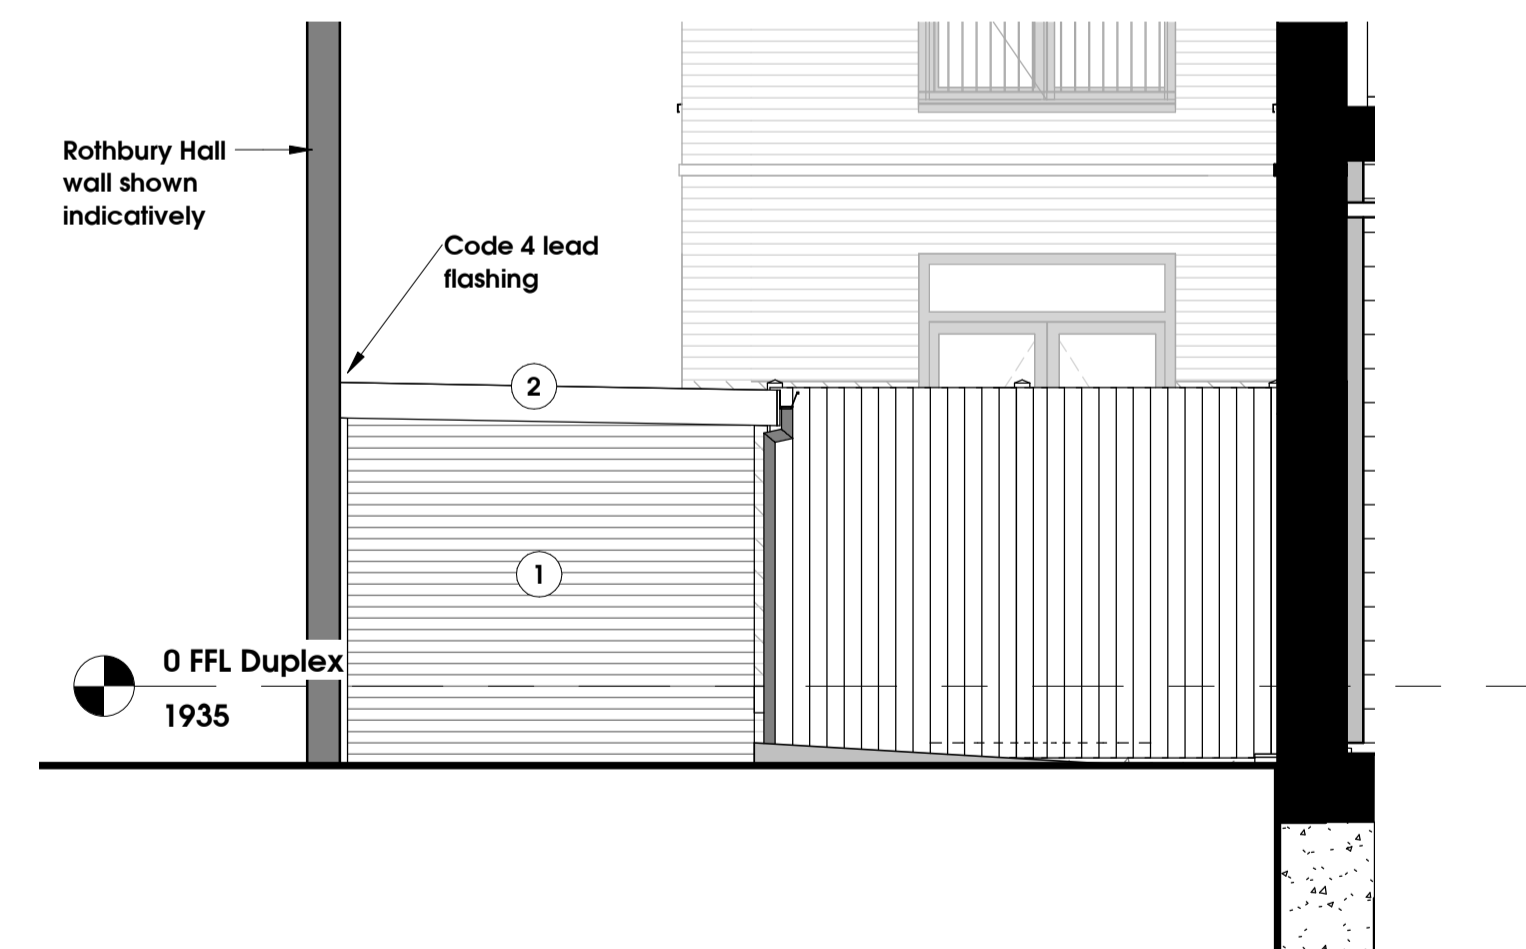 Rothbury Hall
wall shown
indicatively
Code 4 lead
flashing
2
1
0 FFL Duplex
1935